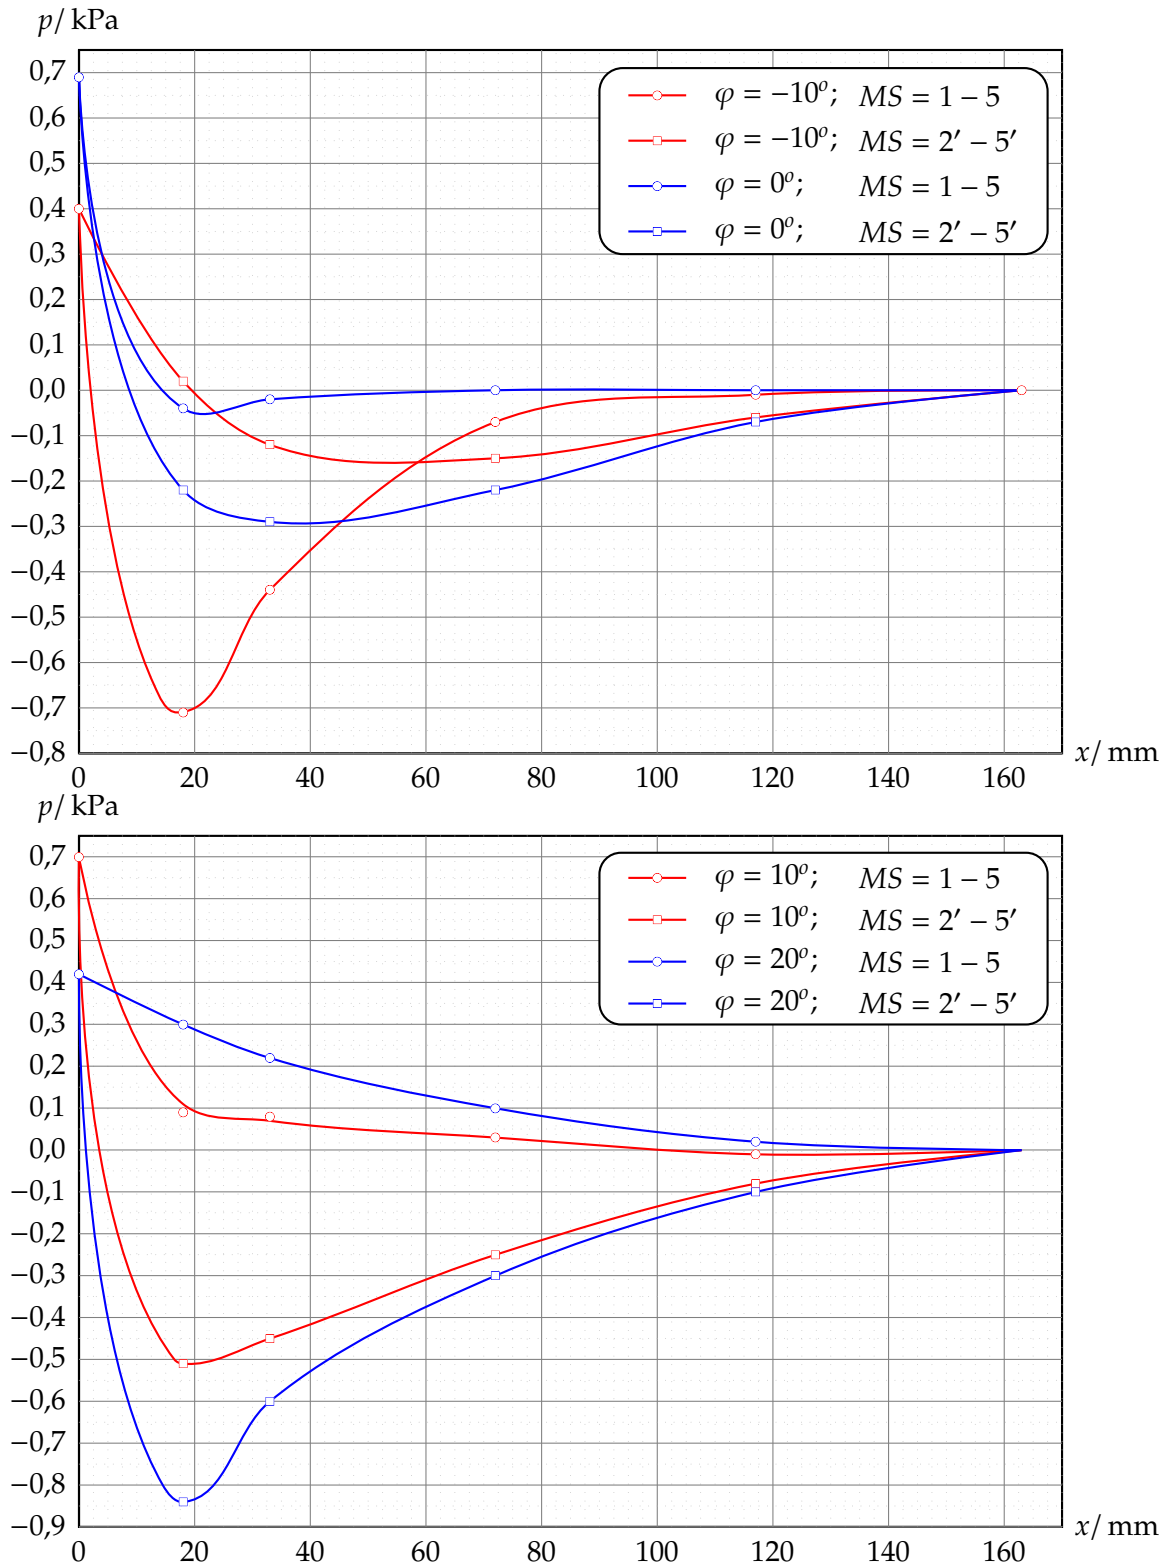 p/ kPa
0,7
0,6
0,5
0,4
0,3
0,2
0,1
0,0
−0,1
−0,2
−0,3
−0,4
−0,5
−0,6
−0,7
−0,8
φ = −10°; MS = 1 − 5
φ = −10°; MS = 2′ − 5′
φ = 0°; MS = 1 − 5
φ = 0°; MS = 2′ − 5′
0 20 40 60 80 100 120 140 160
x/ mm
p/ kPa
0,7
0,6
0,5
0,4
0,3
0,2
0,1
0,0
−0,1
−0,2
−0,3
−0,4
−0,5
−0,6
−0,7
−0,8
−0,9
φ = 10°; MS = 1 − 5
φ = 10°; MS = 2′ − 5′
φ = 20°; MS = 1 − 5
φ = 20°; MS = 2′ − 5′
0 20 40 60 80 100 120 140 160
x/ mm